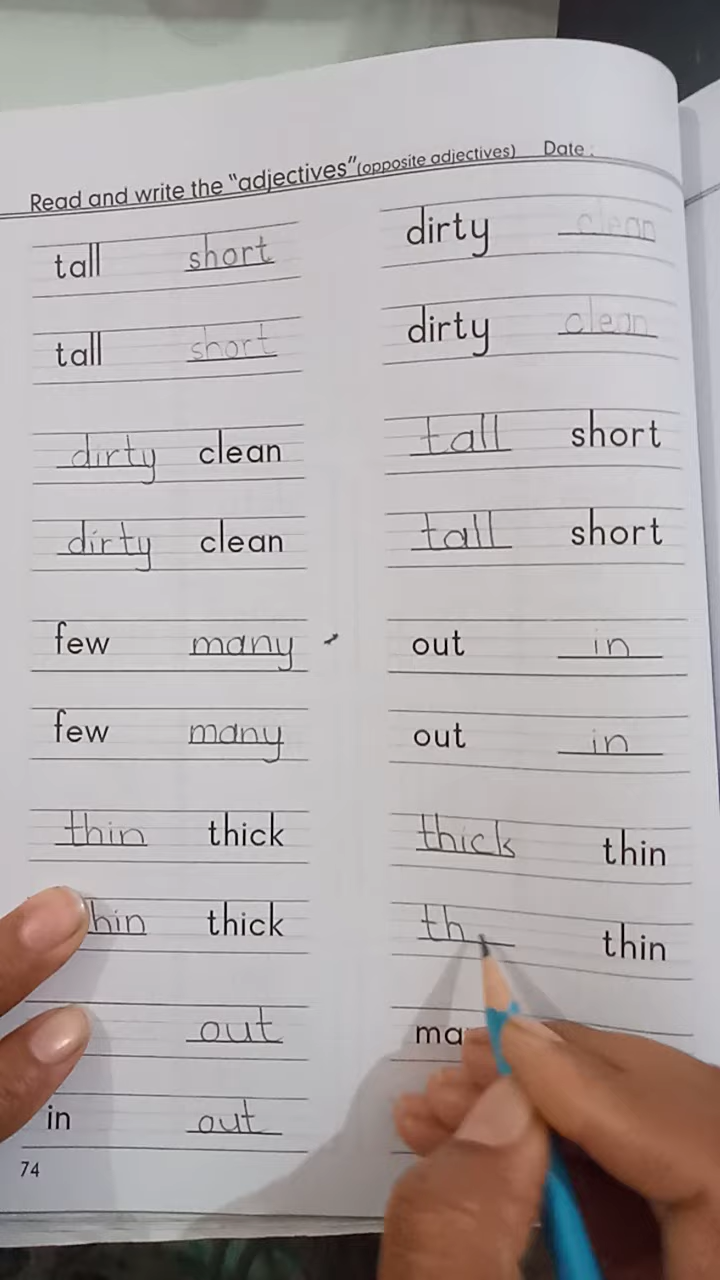 Read and write the "adjectives"(opposite adjectives) Date :
tall short
tall short
dirty clean
dirty clean
few many
few many
thin thick
hin thick
out
in out
74
dirty clean
dirty clean
tall short
tall short
out in
out in
thick thin
th thin
ma